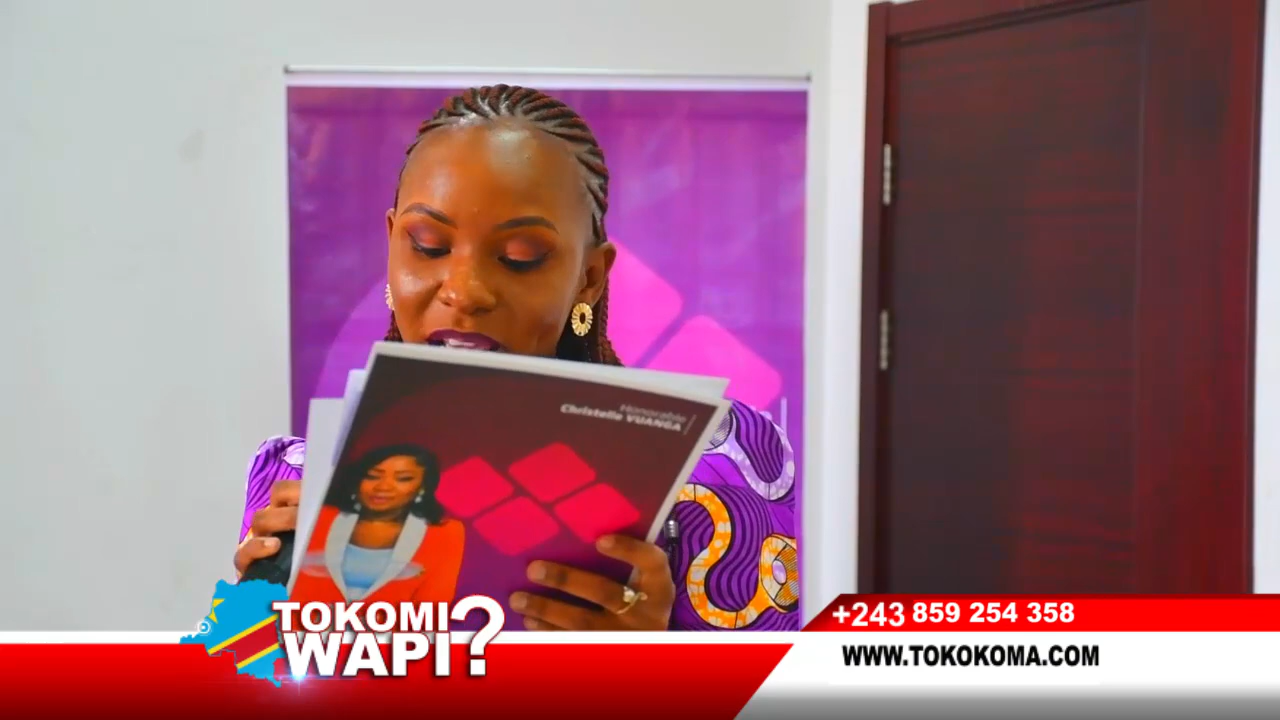 Honorable
Christelle VUANGA
TOKOMI
WAPI?
+243 859 254 358
WWW.TOKOKOMA.COM